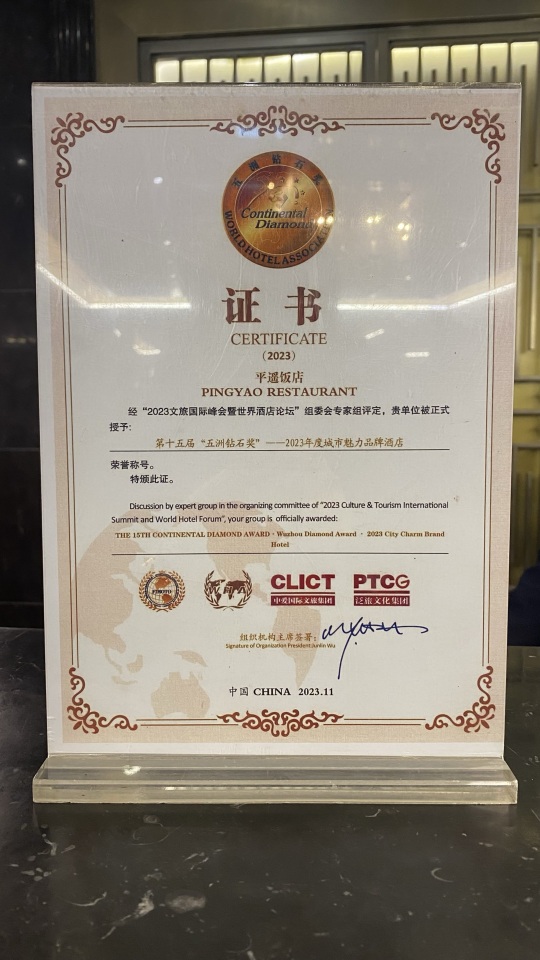 五洲钻石奖
Continental
Diamond
WORLD HOTEL ASSOCIAT
证书
CERTIFICATE
(2023)
平遥饭店
PINGYAO RESTAURANT
经“2023文旅国际峰会暨世界酒店论坛”组委会专家组评定，贵单位被正式
授予：
第十五届“五洲钻石奖”——2023年度城市魅力品牌酒店
荣誉称号。
特颁此证。
Discussion by expert group in the organizing committee of “2023 Culture & Tourism International
Summit and World Hotel Forum”, your group is officially awarded:
THE 15TH CONTINENTAL DIAMOND AWARD · Wuzhou Diamond Award · 2023 City Charm Brand
Hotel
CLICT
中爱国际文旅集团
PTCG
泛旅文化集团
组织机构主席签署：
Signature of Organization President:Junlin Wu
中国 CHINA 2023.11